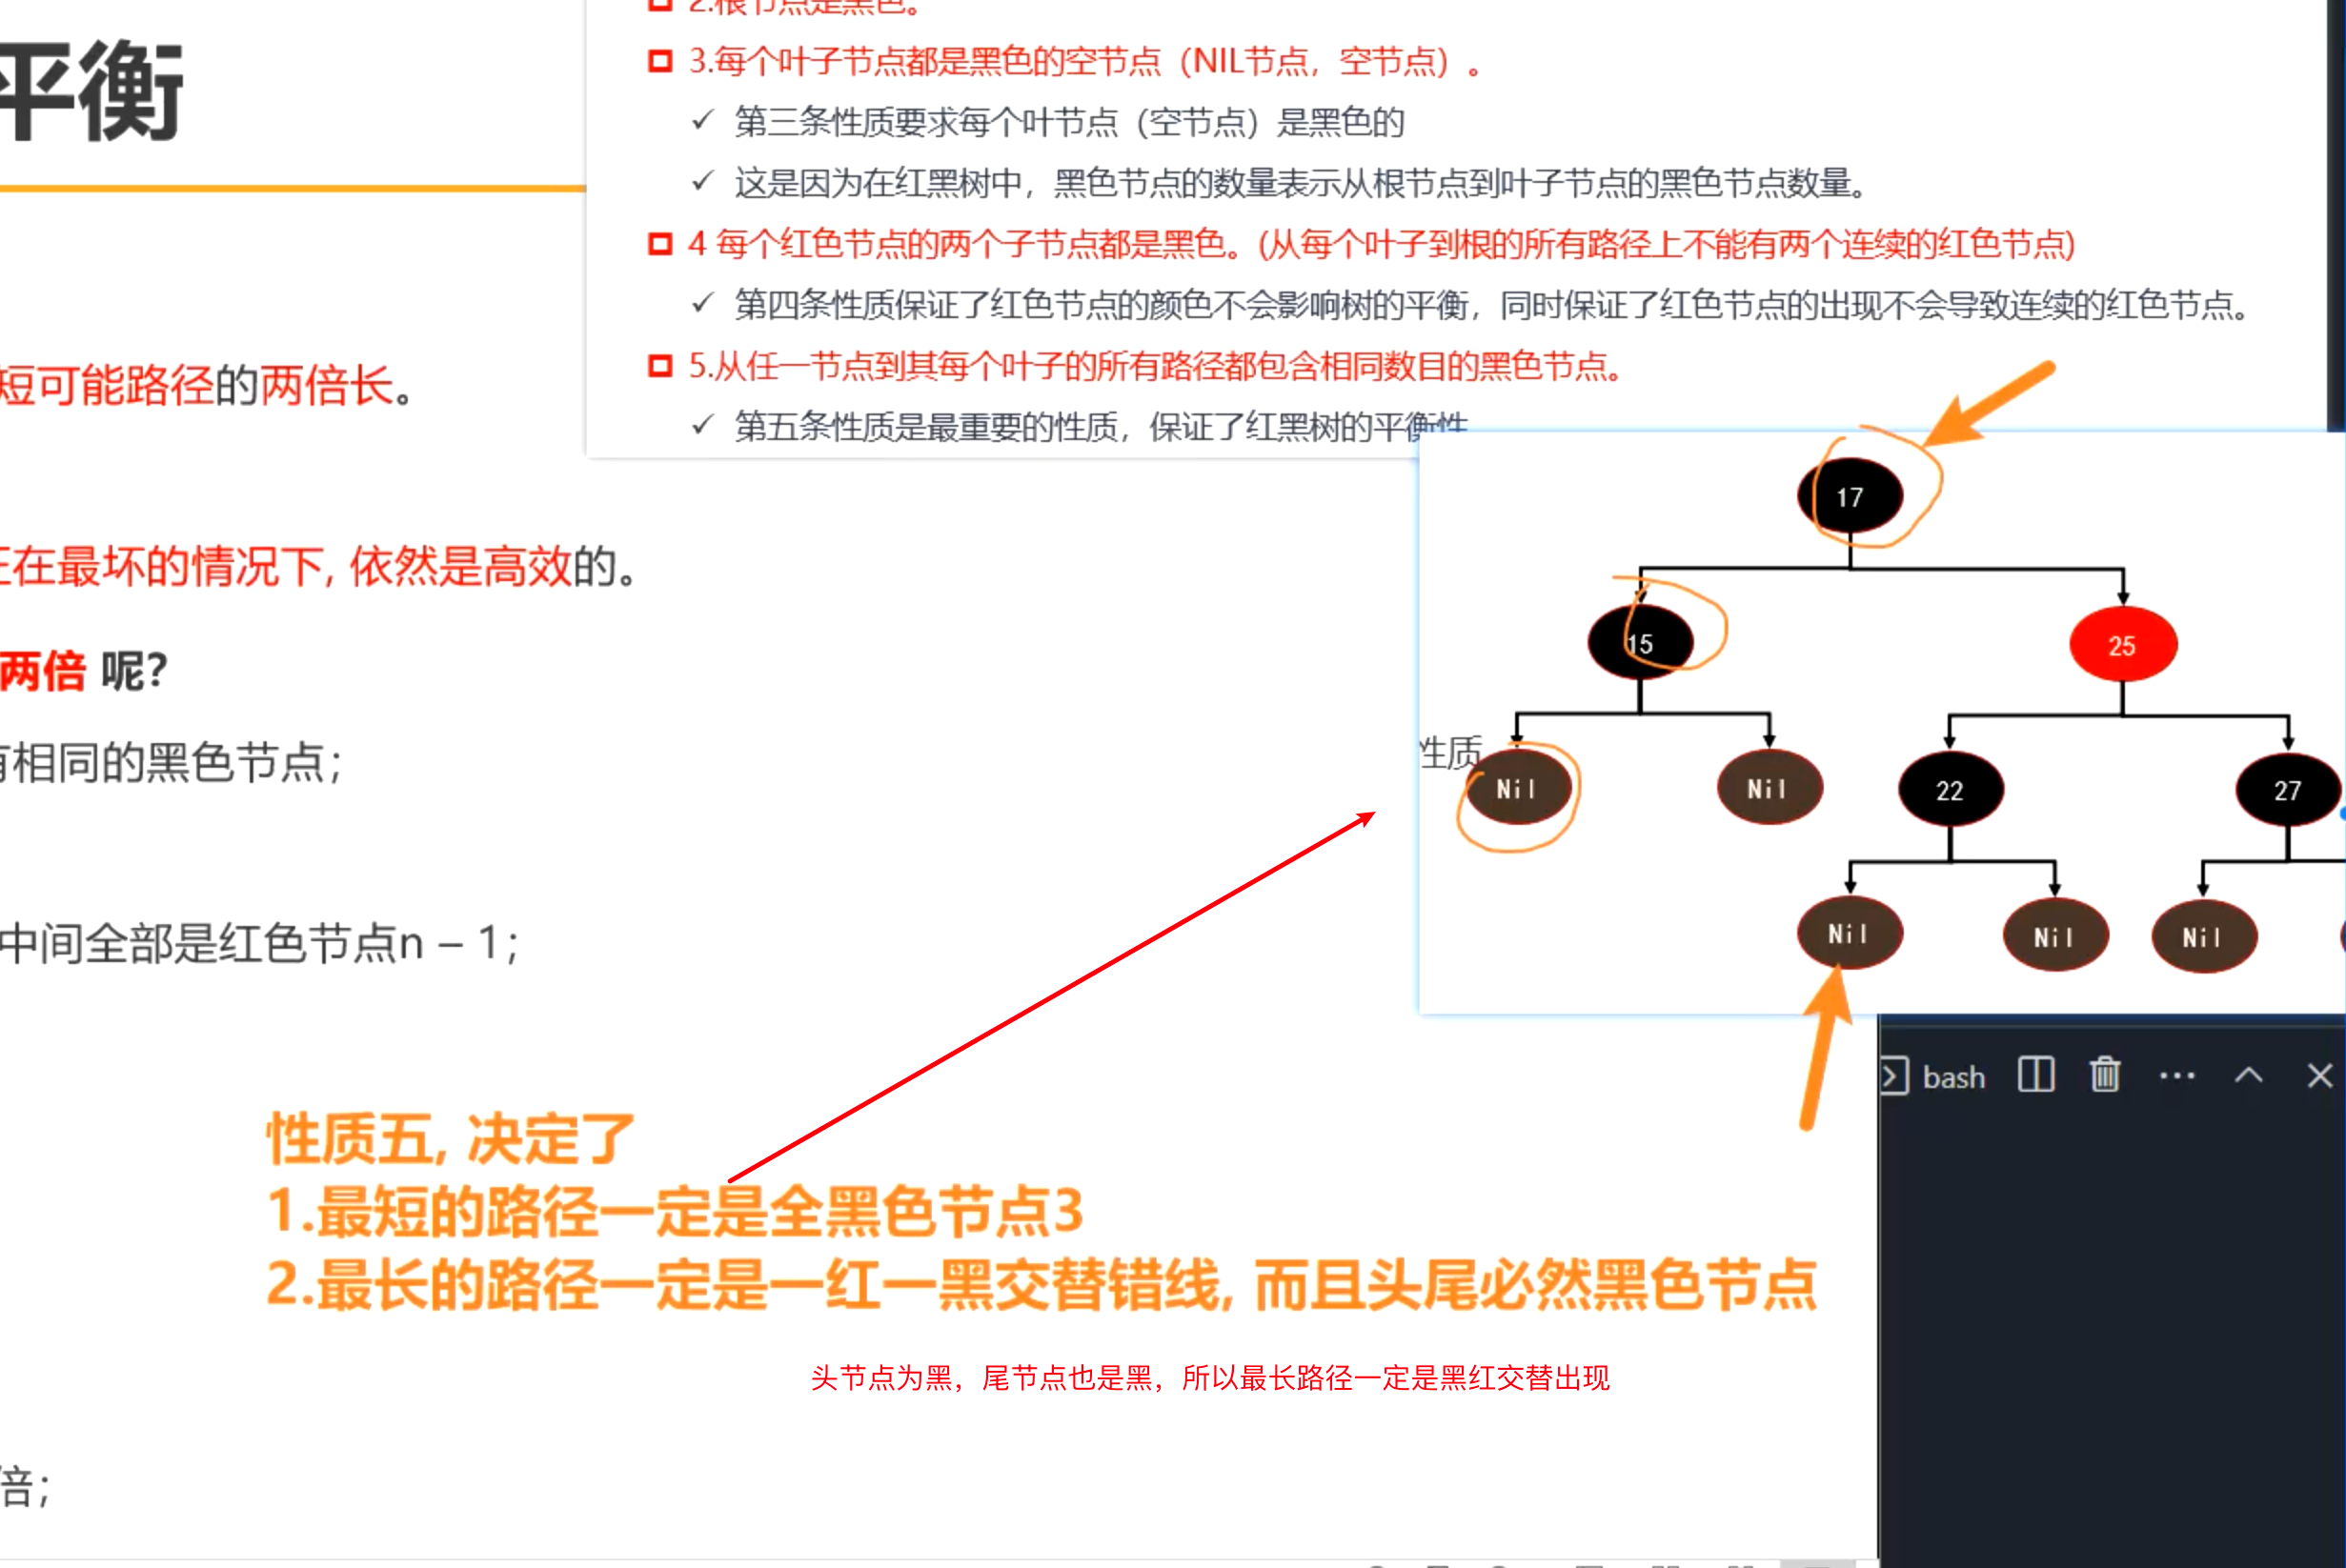 平衡
2.根节点是黑色。
3.每个叶子节点都是黑色的空节点（NIL节点，空节点）。
✓ 第三条性质要求每个叶节点（空节点）是黑色的
✓ 这是因为在红黑树中，黑色节点的数量表示从根节点到叶子节点的黑色节点数量。
4 每个红色节点的两个子节点都是黑色。(从每个叶子到根的所有路径上不能有两个连续的红色节点)
✓ 第四条性质保证了红色节点的颜色不会影响树的平衡，同时保证了红色节点的出现不会导致连续的红色节点。
5.从任一节点到其每个叶子的所有路径都包含相同数目的黑色节点。
✓ 第五条性质是最重要的性质，保证了红黑树的平衡性
短可能路径的两倍长。
在最坏的情况下, 依然是高效的。
两倍 呢？
有相同的黑色节点；
中间全部是红色节点n – 1；
倍；
17
15
25
性质
Nil
Nil
22
27
Nil
Nil
Nil
bash
性质五, 决定了
1.最短的路径一定是全黑色节点3
2.最长的路径一定是一红一黑交替错线, 而且头尾必然黑色节点
头节点为黑，尾节点也是黑，所以最长路径一定是黑红交替出现